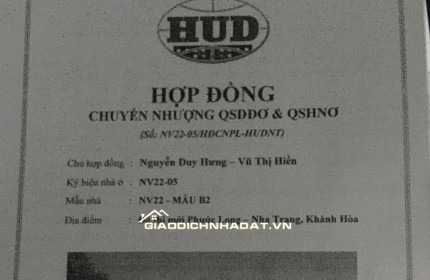 HUD
HỢP ĐỒNG
CHUYỂN NHƯỢNG QSDĐƠ & QSHNƠ
(Số: NV22-05/HĐCNPL-HUDNT)
Chủ hợp đồng : Nguyễn Duy Hưng – Vũ Thị Hiền
Ký hiệu nhà ở : NV22-05
Mẫu nhà : NV22 - MẪU B2
Địa điểm : thị mới Phước Long – Nha Trang, Khánh Hòa
GIAODICHNHADAT.VN